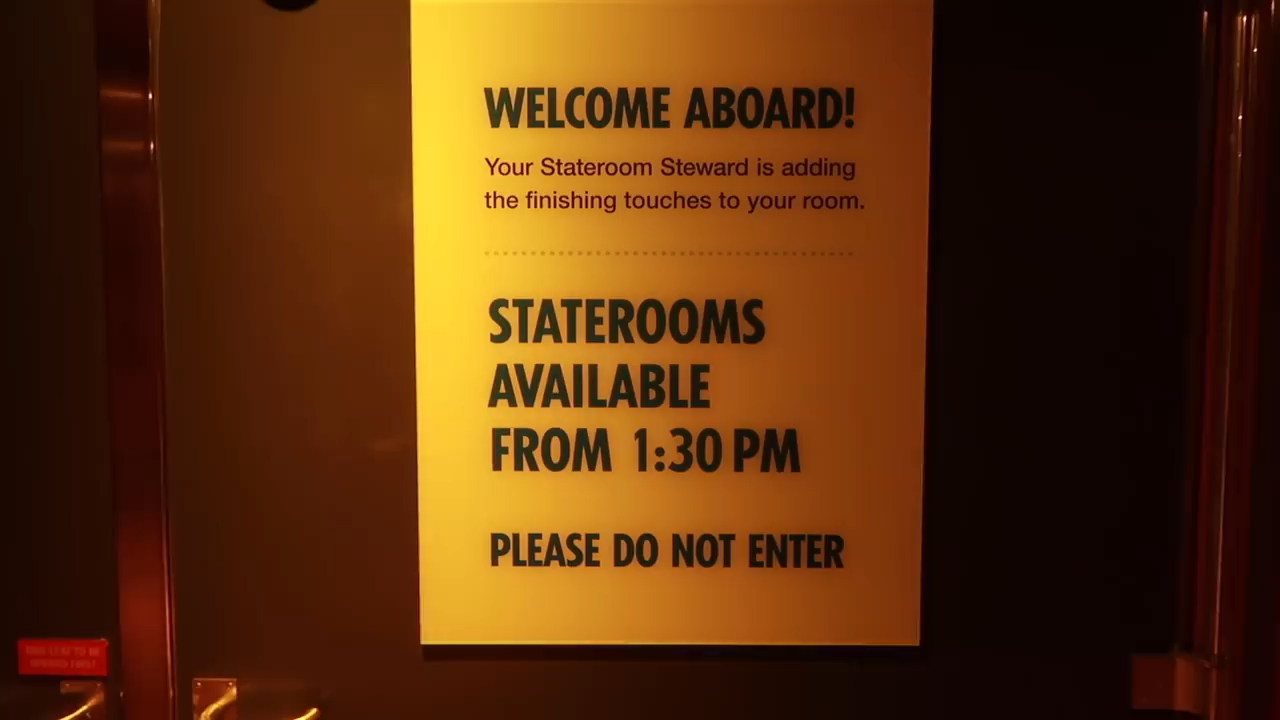 WELCOME ABOARD!
Your Stateroom Steward is adding
the finishing touches to your room.
STATEROOMS
AVAILABLE
FROM 1:30 PM
PLEASE DO NOT ENTER